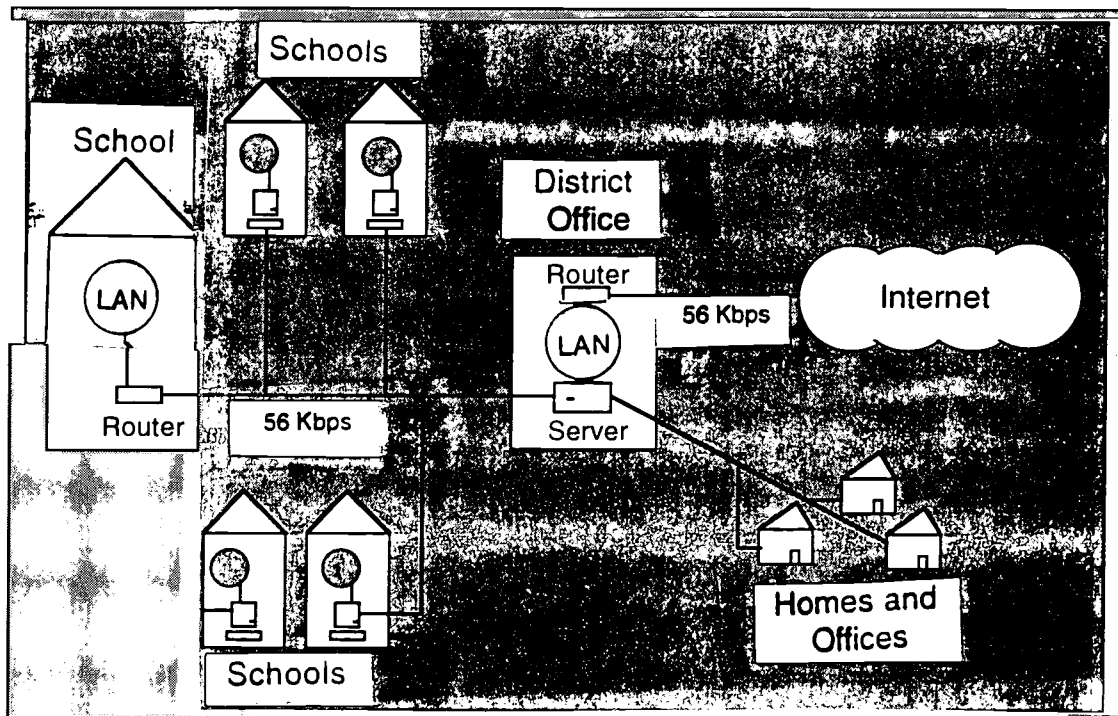 Schools
School
District
Office
Router
LAN
Internet
56 Kbps
LAN
Router
56 Kbps
Server
Homes and
Offices
Schools